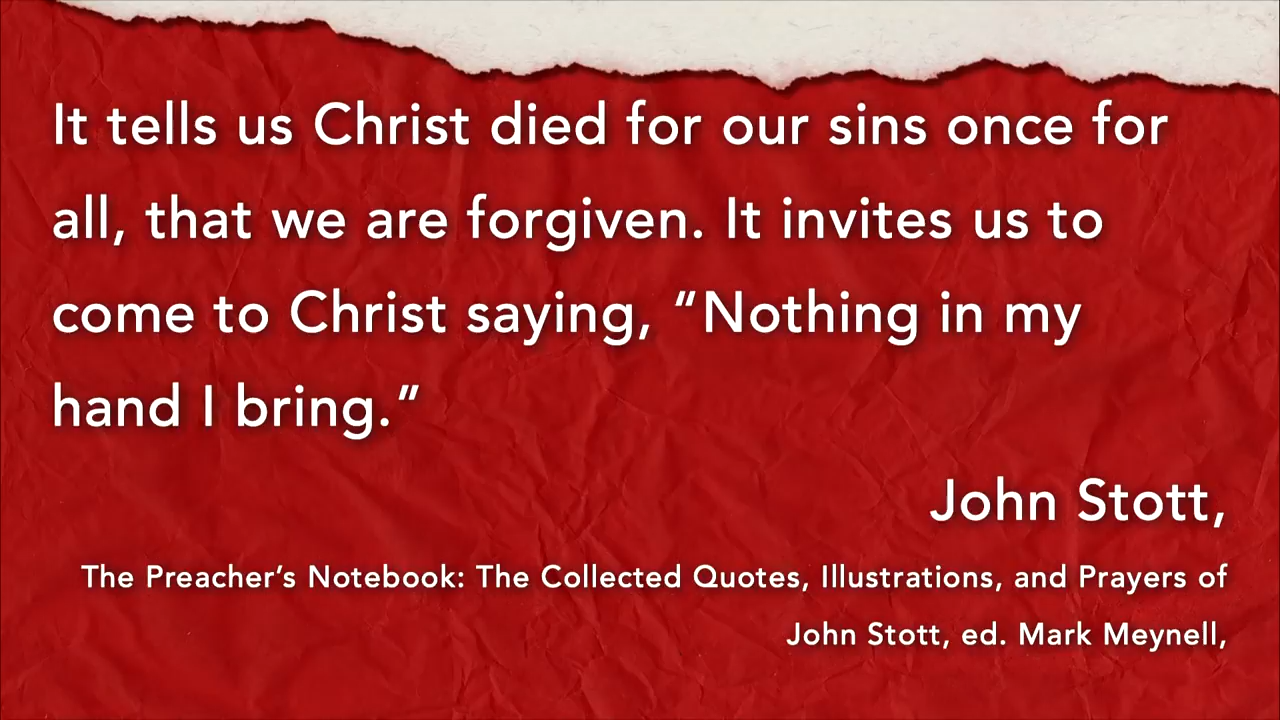 It tells us Christ died for our sins once for
all, that we are forgiven. It invites us to
come to Christ saying, “Nothing in my
hand I bring.”
John Stott,
The Preacher’s Notebook: The Collected Quotes, Illustrations, and Prayers of
John Stott, ed. Mark Meynell,